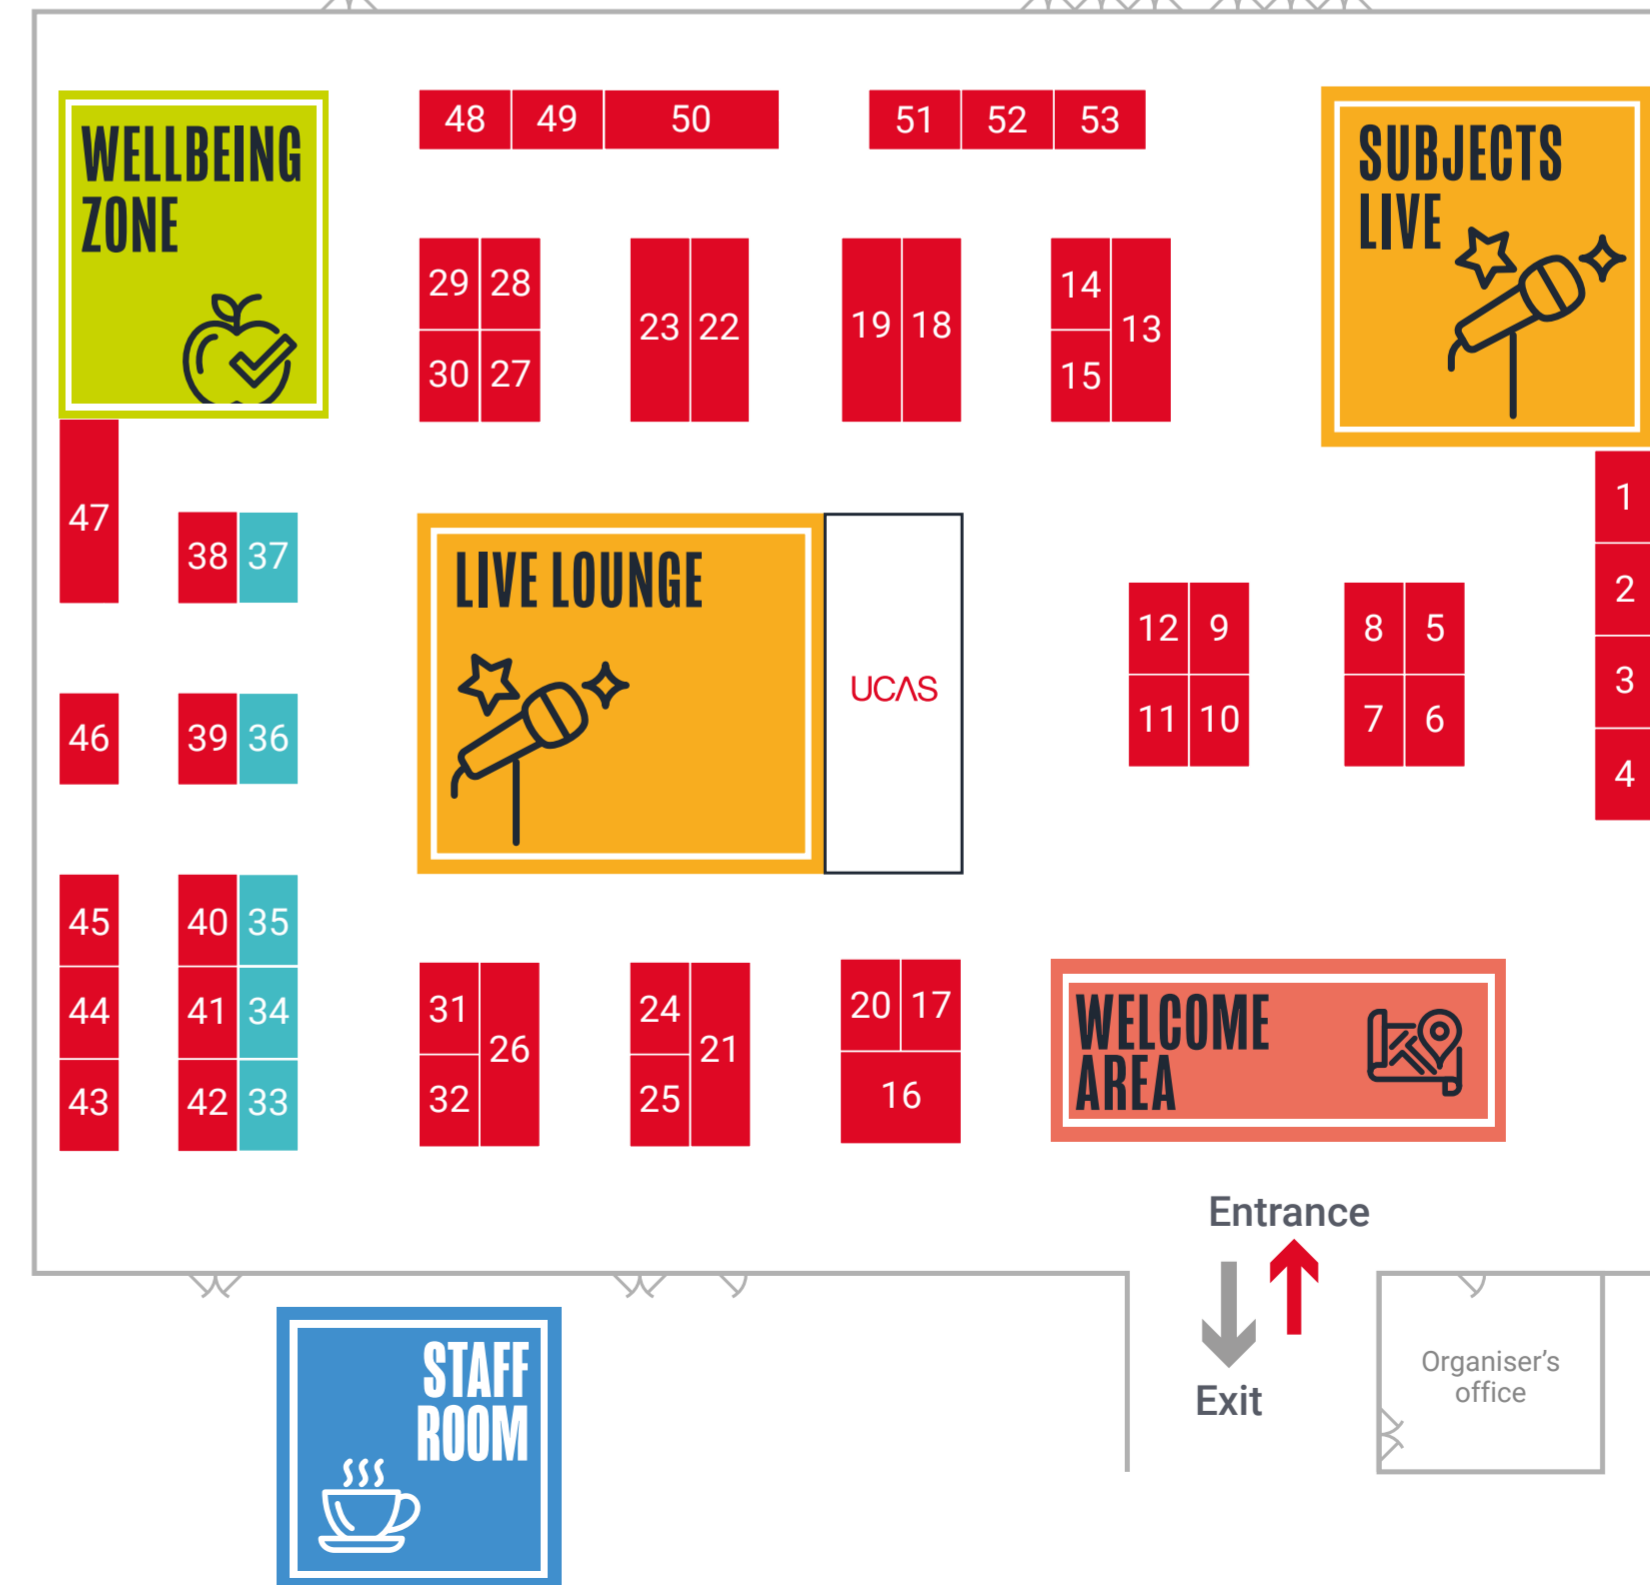 48 49 50 51 52 53
WELLBEING
ZONE
SUBJECTS
LIVE
29 28
30 27
23 22
19 18
14
13
15
47
38 37
46
39 36
45 40 35
44 41 34
43 42 33
LIVE LOUNGE
UCAS
12 9
11 10
8 5
7 6
1
2
3
4
31
26
32
24
21
25
20 17
16
WELCOME
AREA
Entrance
Exit
STAFF
ROOM
Organiser’s
office